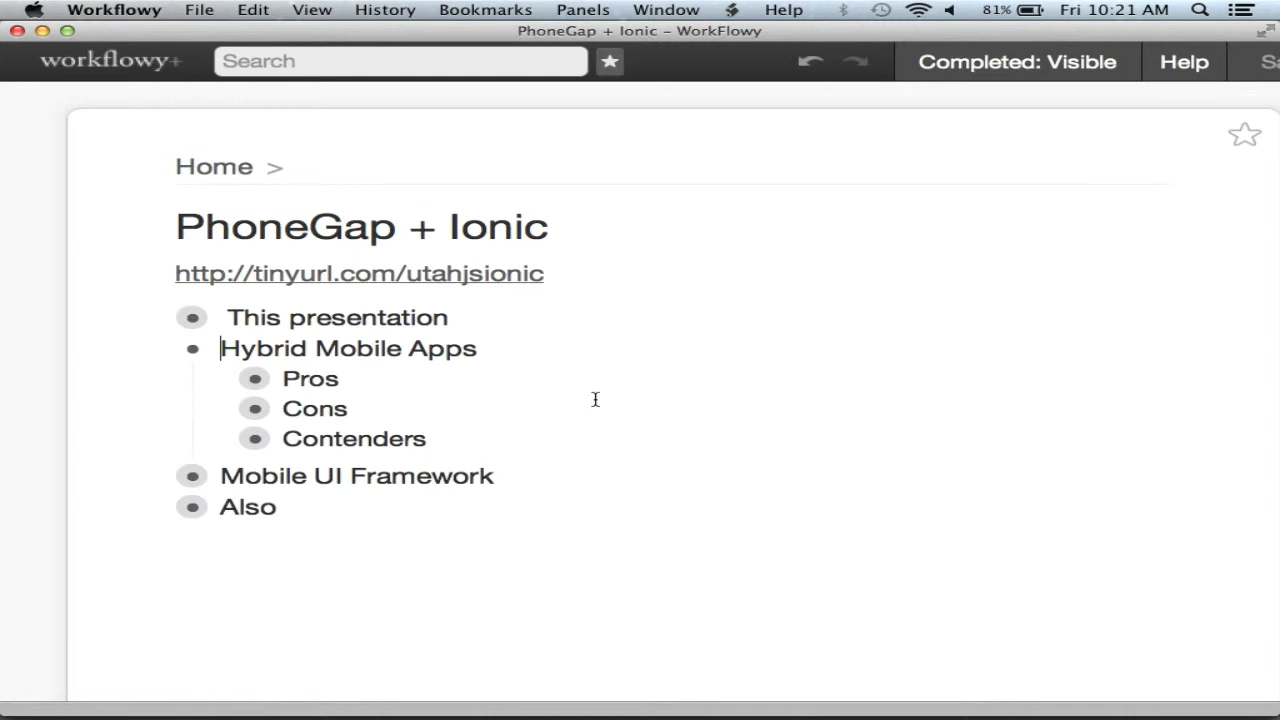 Workflowy File Edit View History Bookmarks Panels Window Help 81% Fri 10:21 AM
PhoneGap + Ionic – WorkFlowy
workflowy+ Search Completed: Visible Help Sa
Home >
PhoneGap + Ionic
http://tinyurl.com/utahjsionic
This presentation
Hybrid Mobile Apps
Pros
Cons
Contenders
Mobile UI Framework
Also